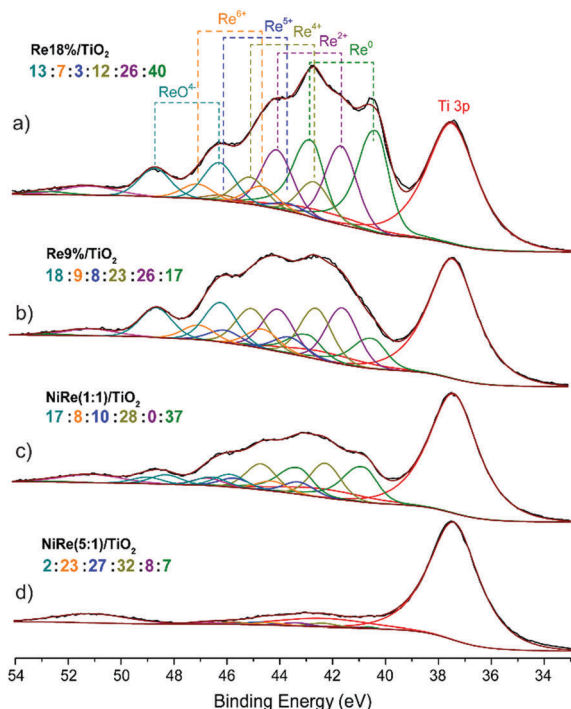 Re⁶⁺
Re⁵⁺
Re18%/TiO₂
Re⁴⁺
13:7:3:12:26:40
Re²⁺
Re⁰
ReO⁴⁻
Ti 3p
a)
Re9%/TiO₂
18:9:8:23:26:17
b)
NiRe(1:1)/TiO₂
17:8:10:28:0:37
c)
NiRe(5:1)/TiO₂
2:23:27:32:8:7
d)
54 52 50 48 46 44 42 40 38 36 34
Binding Energy (eV)